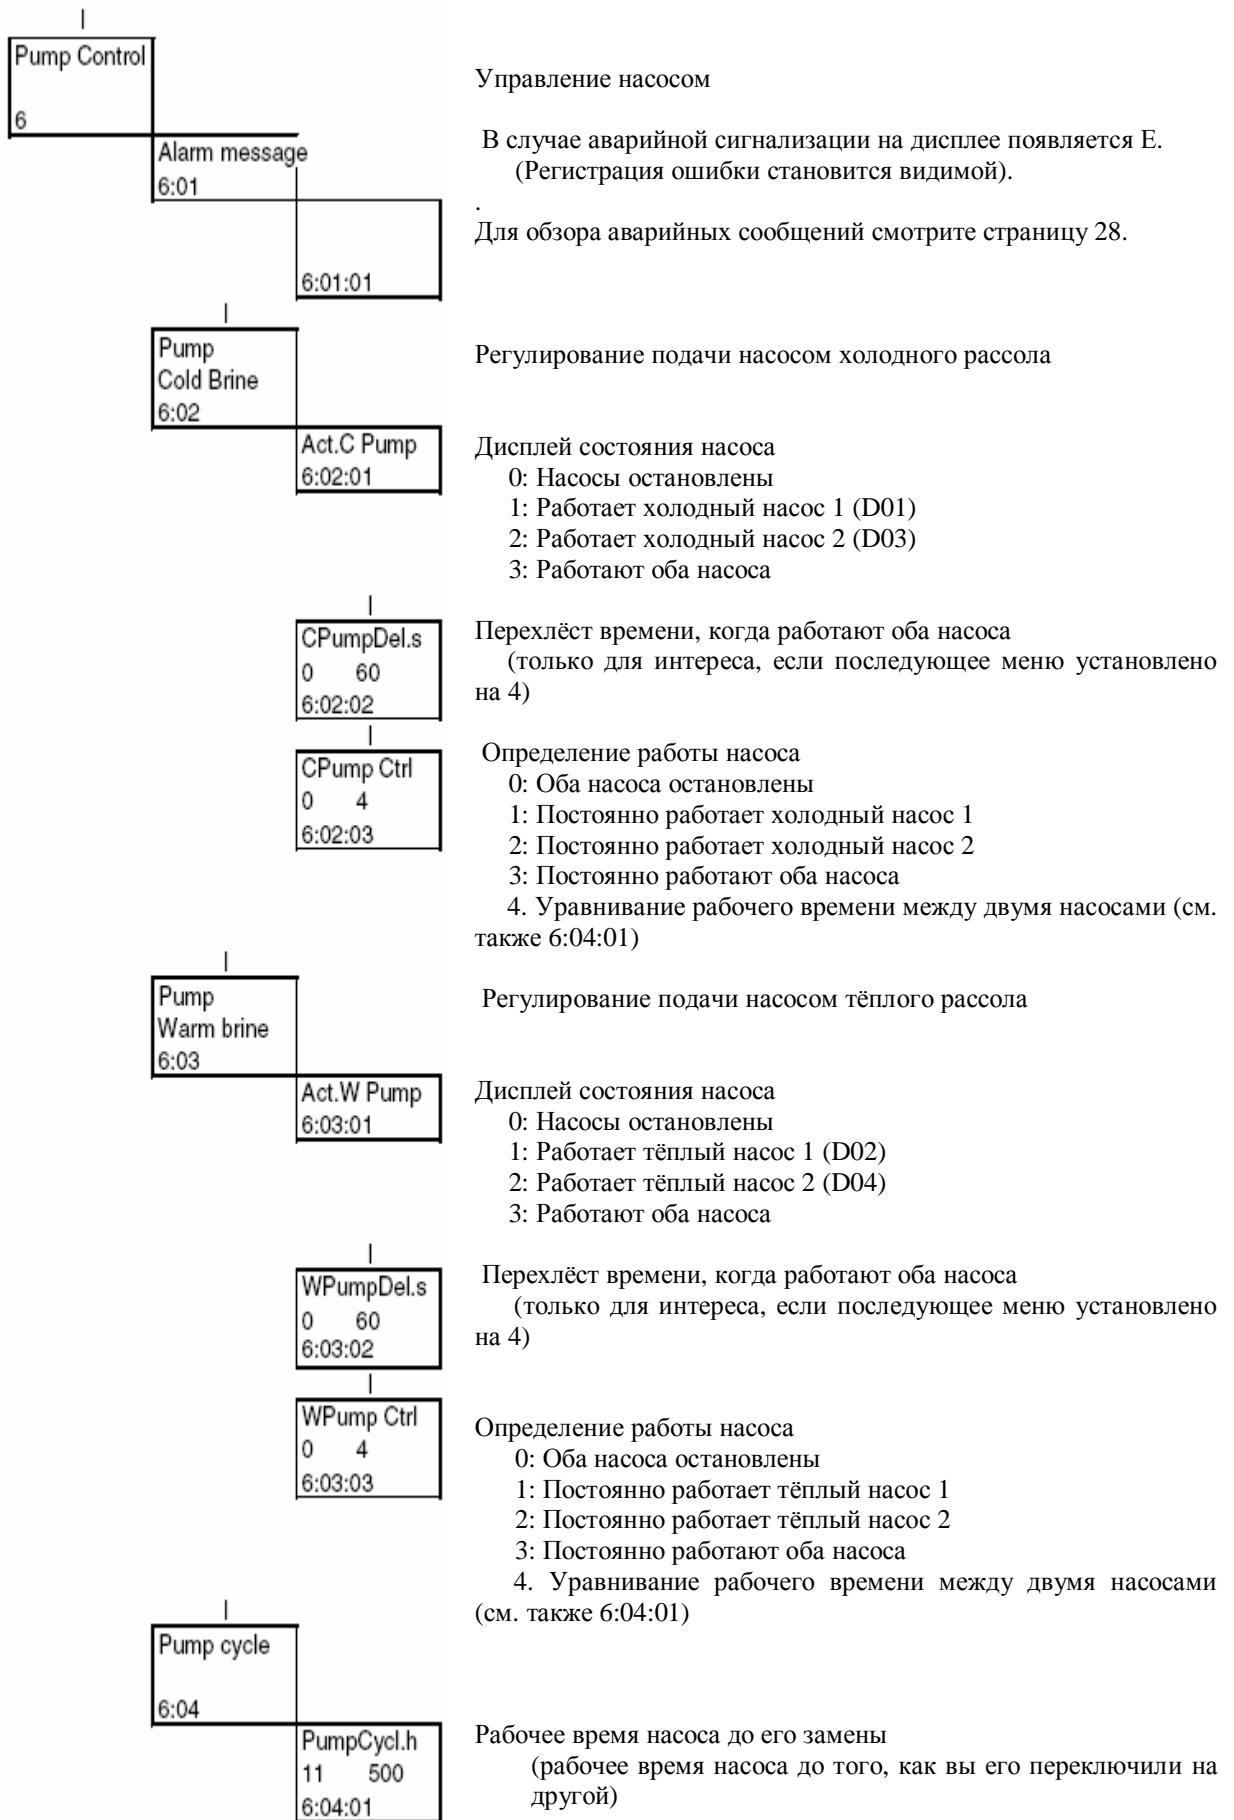 Pump Control
6
Управление насосом
Alarm message
6:01
В случае аварийной сигнализации на дисплее появляется Е.
(Регистрация ошибки становится видимой).
.
Для обзора аварийных сообщений смотрите страницу 28.
6:01:01
Pump
Cold Brine
6:02
Регулирование подачи насосом холодного рассола
Act.C Pump
6:02:01
Дисплей состояния насоса
0: Насосы остановлены
1: Работает холодный насос 1 (D01)
2: Работает холодный насос 2 (D03)
3: Работают оба насоса
CPumpDel.s
0 60
6:02:02
Перехлёст времени, когда работают оба насоса
(только для интереса, если последующее меню установлено
на 4)
CPump Ctrl
0 4
6:02:03
Определение работы насоса
0: Оба насоса остановлены
1: Постоянно работает холодный насос 1
2: Постоянно работает холодный насос 2
3: Постоянно работают оба насоса
4. Уравнивание рабочего времени между двумя насосами (см.
также 6:04:01)
Pump
Warm brine
6:03
Регулирование подачи насосом тёплого рассола
Act.W Pump
6:03:01
Дисплей состояния насоса
0: Насосы остановлены
1: Работает тёплый насос 1 (D02)
2: Работает тёплый насос 2 (D04)
3: Работают оба насоса
WPumpDel.s
0 60
6:03:02
Перехлёст времени, когда работают оба насоса
(только для интереса, если последующее меню установлено
на 4)
WPump Ctrl
0 4
6:03:03
Определение работы насоса
0: Оба насоса остановлены
1: Постоянно работает тёплый насос 1
2: Постоянно работает тёплый насос 2
3: Постоянно работают оба насоса
4. Уравнивание рабочего времени между двумя насосами
(см. также 6:04:01)
Pump cycle
6:04
PumpCycl.h
11 500
6:04:01
Рабочее время насоса до его замены
(рабочее время насоса до того, как вы его переключили на
другой)